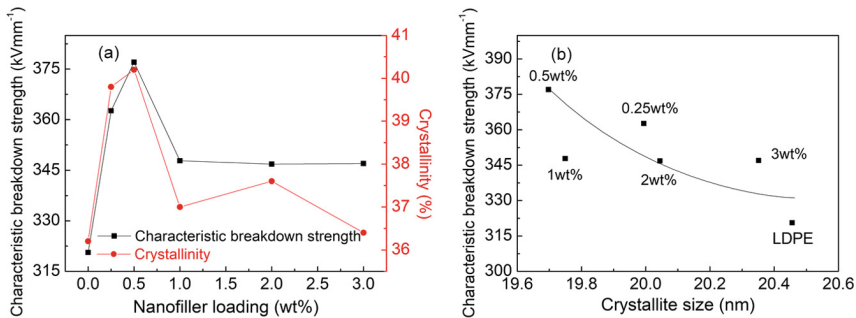 (a)
Characteristic breakdown strength (kVmm⁻¹)
375
360
345
330
315
0.0 0.5 1.0 1.5 2.0 2.5 3.0
Nanofiller loading (wt%)
41
40
39
38
37
36
35
Crystallinity (%)
Characteristic breakdown strength
Crystallinity
(b)
Characteristic breakdown strength (kVmm⁻¹)
390
375
360
345
330
315
300
0.5wt%
0.25wt%
1wt%
2wt%
3wt%
LDPE
19.6 19.8 20.0 20.2 20.4 20.6
Crystallite size (nm)